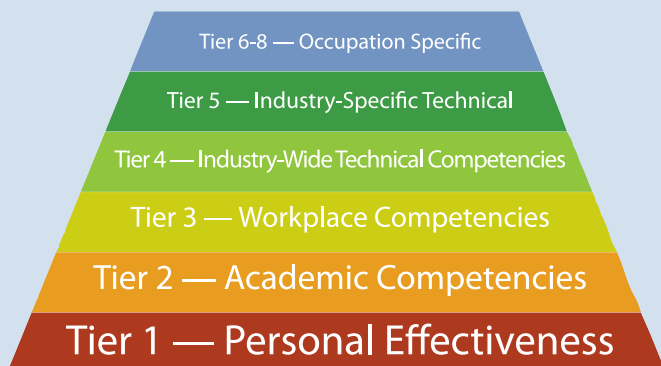 Tier 6-8 — Occupation Specific
Tier 5 — Industry-Specific Technical
Tier 4 — Industry-Wide Technical Competencies
Tier 3 — Workplace Competencies
Tier 2 — Academic Competencies
Tier 1 — Personal Effectiveness